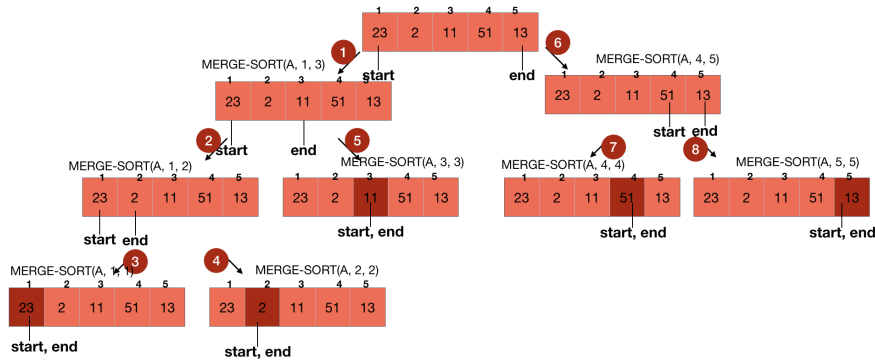 1 2 3 4 5
23 2 11 51 13
1
6
start
end
MERGE-SORT(A, 1, 3)
1 2 3 4 5
23 2 11 51 13
MERGE-SORT(A, 4, 5)
1 2 3 4 5
23 2 11 51 13
2
start
end
5
start end
7
8
MERGE-SORT(A, 1, 2)
1 2 3 4 5
23 2 11 51 13
start end
MERGE-SORT(A, 3, 3)
1 2 3 4 5
23 2 11 51 13
start, end
MERGE-SORT(A, 4, 4)
1 2 3 4 5
23 2 11 51 13
start, end
MERGE-SORT(A, 5, 5)
1 2 3 4 5
23 2 11 51 13
start, end
3
4
MERGE-SORT(A, 1, 1)
1 2 3 4 5
23 2 11 51 13
start, end
MERGE-SORT(A, 2, 2)
1 2 3 4 5
23 2 11 51 13
start, end